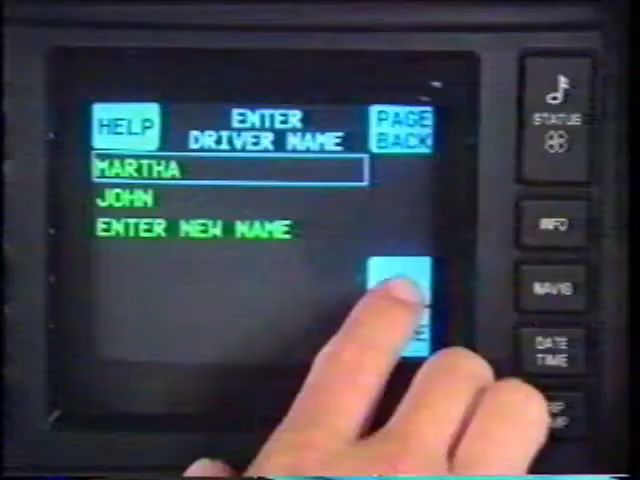 HELP
ENTER
DRIVER NAME
PAGE
BACK
MARTHA
JOHN
ENTER NEW NAME
STATUS
INFO
NAVIG
DATE
TIME